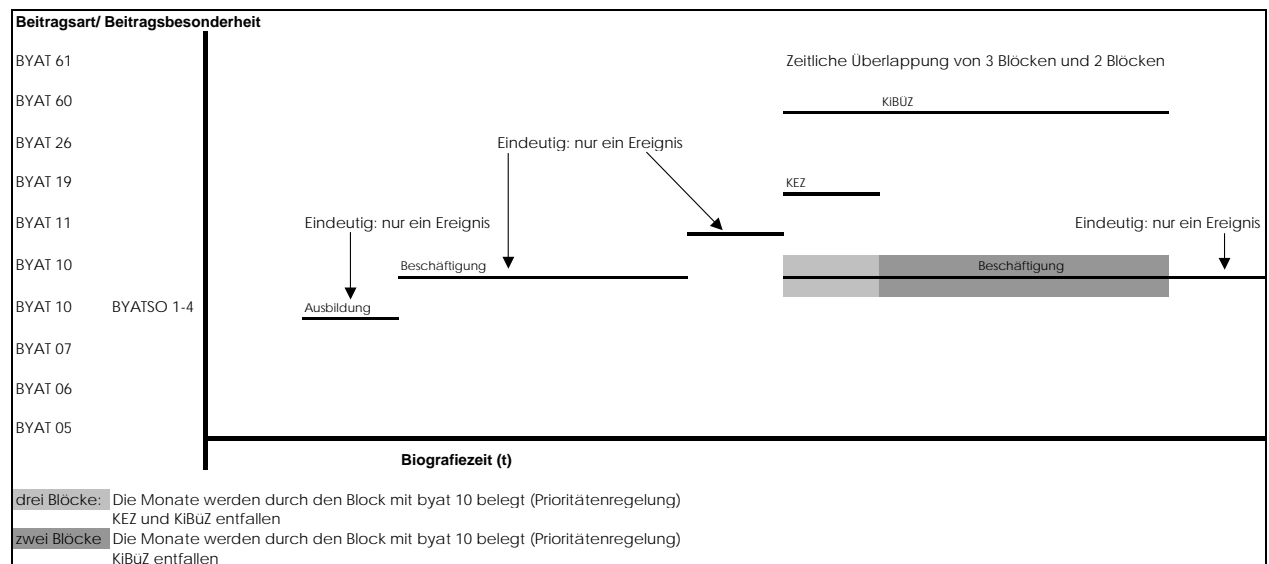 Beitragsart/ Beitragsbesonderheit
BYAT 61 Zeitliche Überlappung von 3 Blöcken und 2 Blöcken
BYAT 60 KiBÜZ
BYAT 26 Eindeutig: nur ein Ereignis
BYAT 19 KEZ
BYAT 11 Eindeutig: nur ein Ereignis Eindeutig: nur ein Ereignis
BYAT 10 Beschäftigung Beschäftigung
BYAT 10 BYATSO 1-4 Ausbildung
BYAT 07
BYAT 06
BYAT 05
Biografiezeit (t)
drei Blöcke: Die Monate werden durch den Block mit byat 10 belegt (Prioritätenregelung)
KEZ und KiBüZ entfallen
zwei Blöcke Die Monate werden durch den Block mit byat 10 belegt (Prioritätenregelung)
KiBüZ entfallen